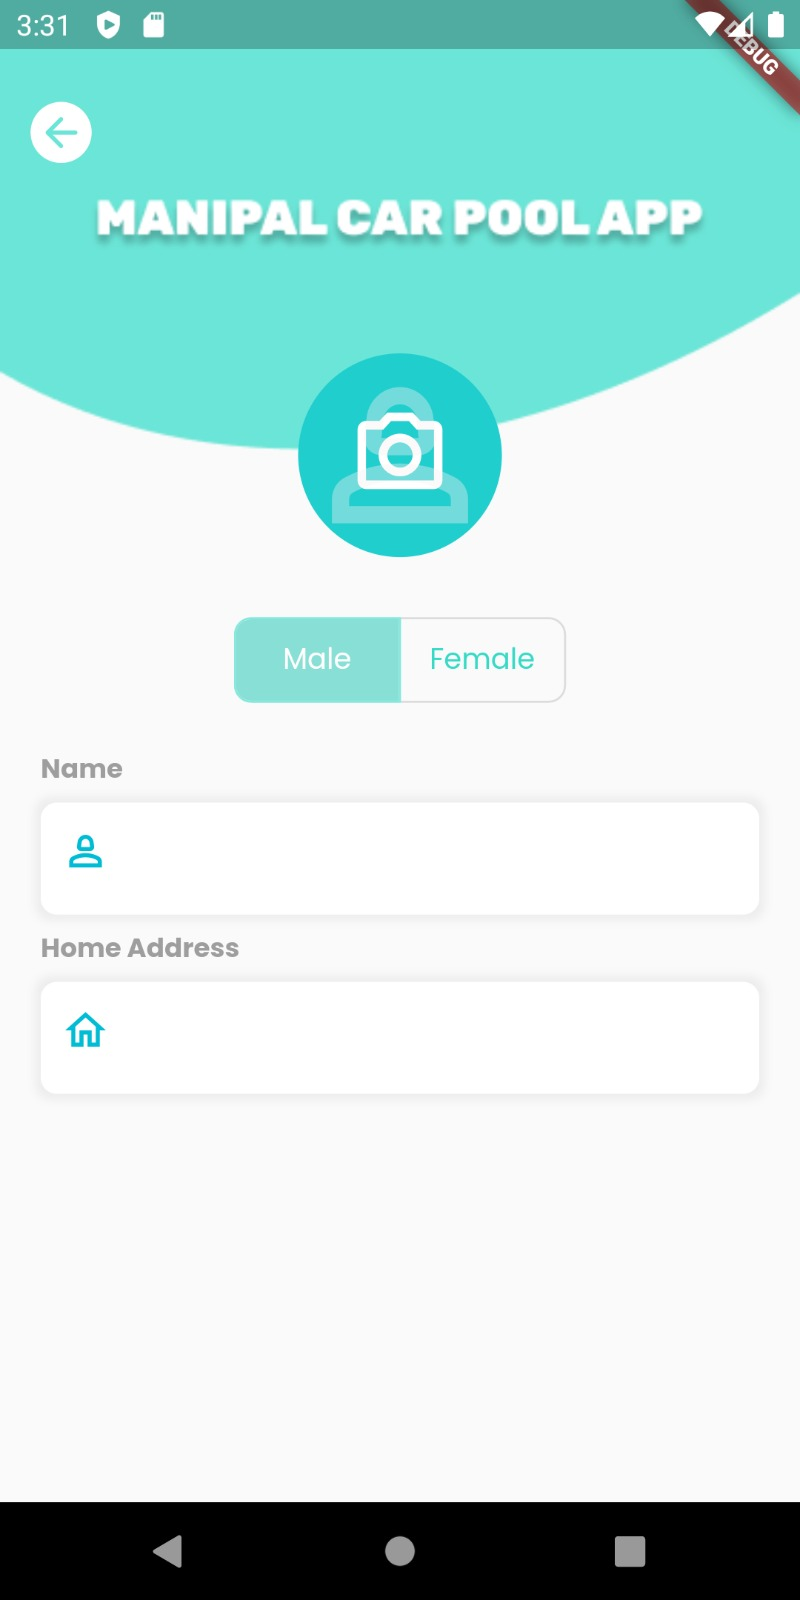 3:31
DEBUG
MANIPAL CAR POOL APP
Male Female
Name
Home Address